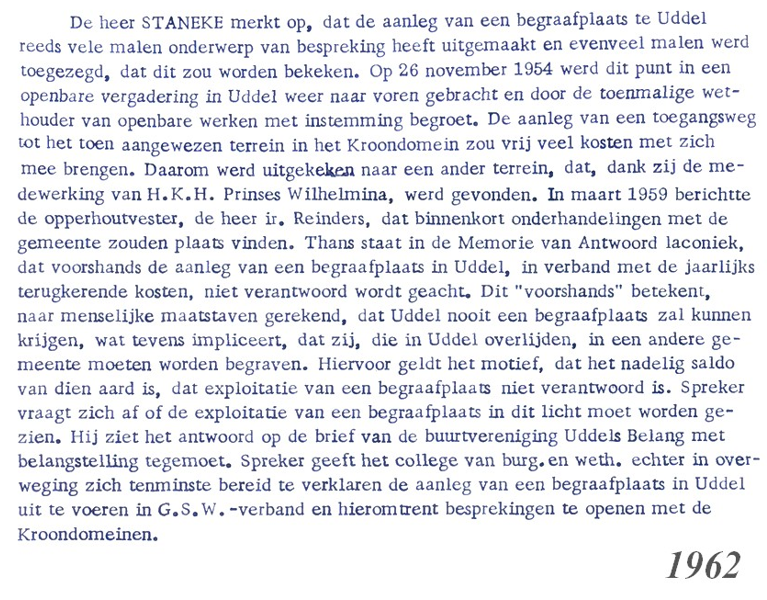 De heer STANEKE merkt op, dat de aanleg van een begraafplaats te Uddel
reeds vele malen onderwerp van bespreking heeft uitgemaakt en evenveel malen werd
toegezegd, dat dit zou worden bekeken. Op 26 november 1954 werd dit punt in een
openbare vergadering in Uddel weer naar voren gebracht en door de toenmalige wet-
houder van openbare werken met instemming begroet. De aanleg van een toegangsweg
tot het toen aangewezen terrein in het Kroondomein zou vrij veel kosten met zich
mee brengen. Daarom werd uitgekeken naar een ander terrein, dat, dank zij de me-
dewerking van H.K.H. Prinses Wilhelmina, werd gevonden. In maart 1959 berichtte
de opperhoutvester, de heer ir. Reinders, dat binnenkort onderhandelingen met de
gemeente zouden plaats vinden. Thans staat in de Memorie van Antwoord laconiek,
dat voorshands de aanleg van een begraafplaats in Uddel, in verband met de jaarlijks
terugkerende kosten, niet verantwoord wordt geacht. Dit "voorshands" betekent,
naar menselijke maatstaven gerekend, dat Uddel nooit een begraafplaats zal kunnen
krijgen, wat tevens impliceert, dat zij, die in Uddel overlijden, in een andere ge-
meente moeten worden begraven. Hiervoor geldt het motief, dat het nadelig saldo
van dien aard is, dat exploitatie van een begraafplaats niet verantwoord is. Spreker
vraagt zich af of de exploitatie van een begraafplaats in dit licht moet worden ge-
zien. Hij ziet het antwoord op de brief van de buurtvereniging Uddels Belang met
belangstelling tegemoet. Spreker geeft het college van burg. en weth. echter in over-
weging zich tenminste bereid te verklaren de aanleg van een begraafplaats in Uddel
uit te voeren in G.S.W.-verband en hieromtrent besprekingen te openen met de
Kroondomeinen.
1962